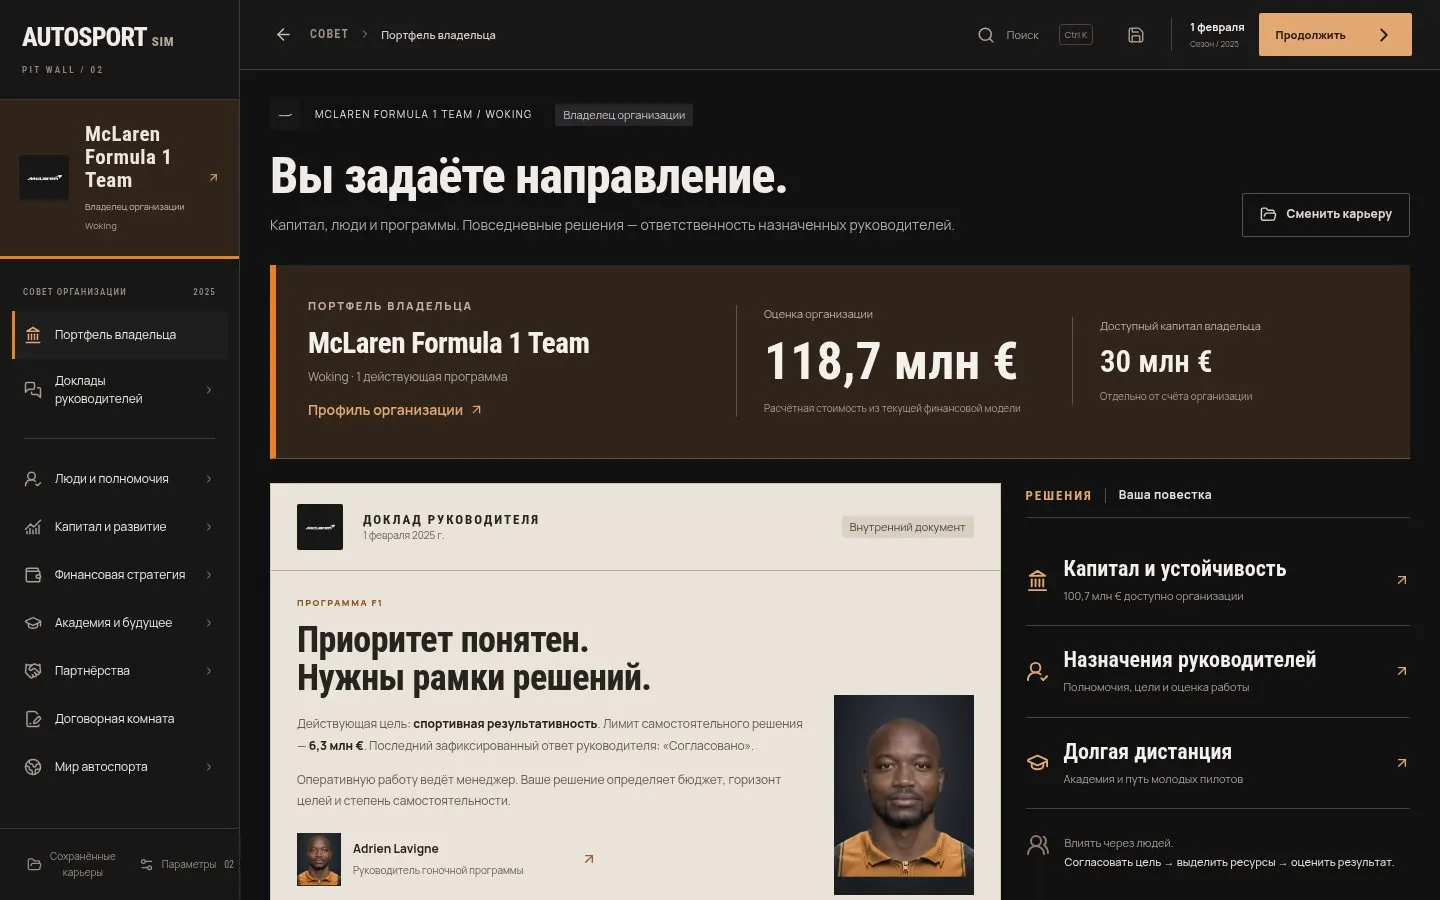 AUTOSPORT SIM
PIT WALL / 02
McLaren
Formula 1
Team
Владелец организации
Woking
СОВЕТ ОРГАНИЗАЦИИ 2025
Портфель владельца
Доклады
руководителей
Люди и полномочия
Капитал и развитие
Финансовая стратегия
Академия и будущее
Партнёрства
Договорная комната
Мир автоспорта
Сохранённые
карьеры
Параметры 02
СОВЕТ Портфель владельца
Поиск Ctrl K
1 февраля
Сезон / 2025
Продолжить
MCLAREN FORMULA 1 TEAM / WOKING Владелец организации
Вы задаёте направление.
Капитал, люди и программы. Повседневные решения — ответственность назначенных руководителей.
Сменить карьеру
ПОРТФЕЛЬ ВЛАДЕЛЬЦА
McLaren Formula 1 Team
Woking · 1 действующая программа
Профиль организации
Оценка организации
118,7 млн €
Расчётная стоимость из текущей финансовой модели
Доступный капитал владельца
30 млн €
Отдельно от счёта организации
McLaren
ДОКЛАД РУКОВОДИТЕЛЯ
1 февраля 2025 г.
Внутренний документ
ПРОГРАММА F1
Приоритет понятен.
Нужны рамки решений.
Действующая цель: спортивная результативность. Лимит самостоятельного решения
— 6,3 млн €. Последний зафиксированный ответ руководителя: «Согласовано».
Оперативную работу ведёт менеджер. Ваше решение определяет бюджет, горизонт
целей и степень самостоятельности.
Adrien Lavigne
Руководитель гоночной программы
РЕШЕНИЯ Ваша повестка
Капитал и устойчивость
100,7 млн € доступно организации
Назначения руководителей
Полномочия, цели и оценка работы
Долгая дистанция
Академия и путь молодых пилотов
Влиять через людей.
Согласовать цель → выделить ресурсы → оценить результат.